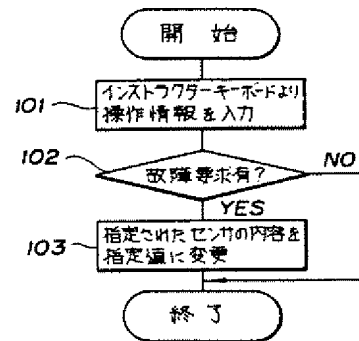 開始
101
インストラクターキーボードより
操作情報を入力
102
故障要求有?
NO
YES
103
指定されたセンサの内容を
指定値に変更
終了